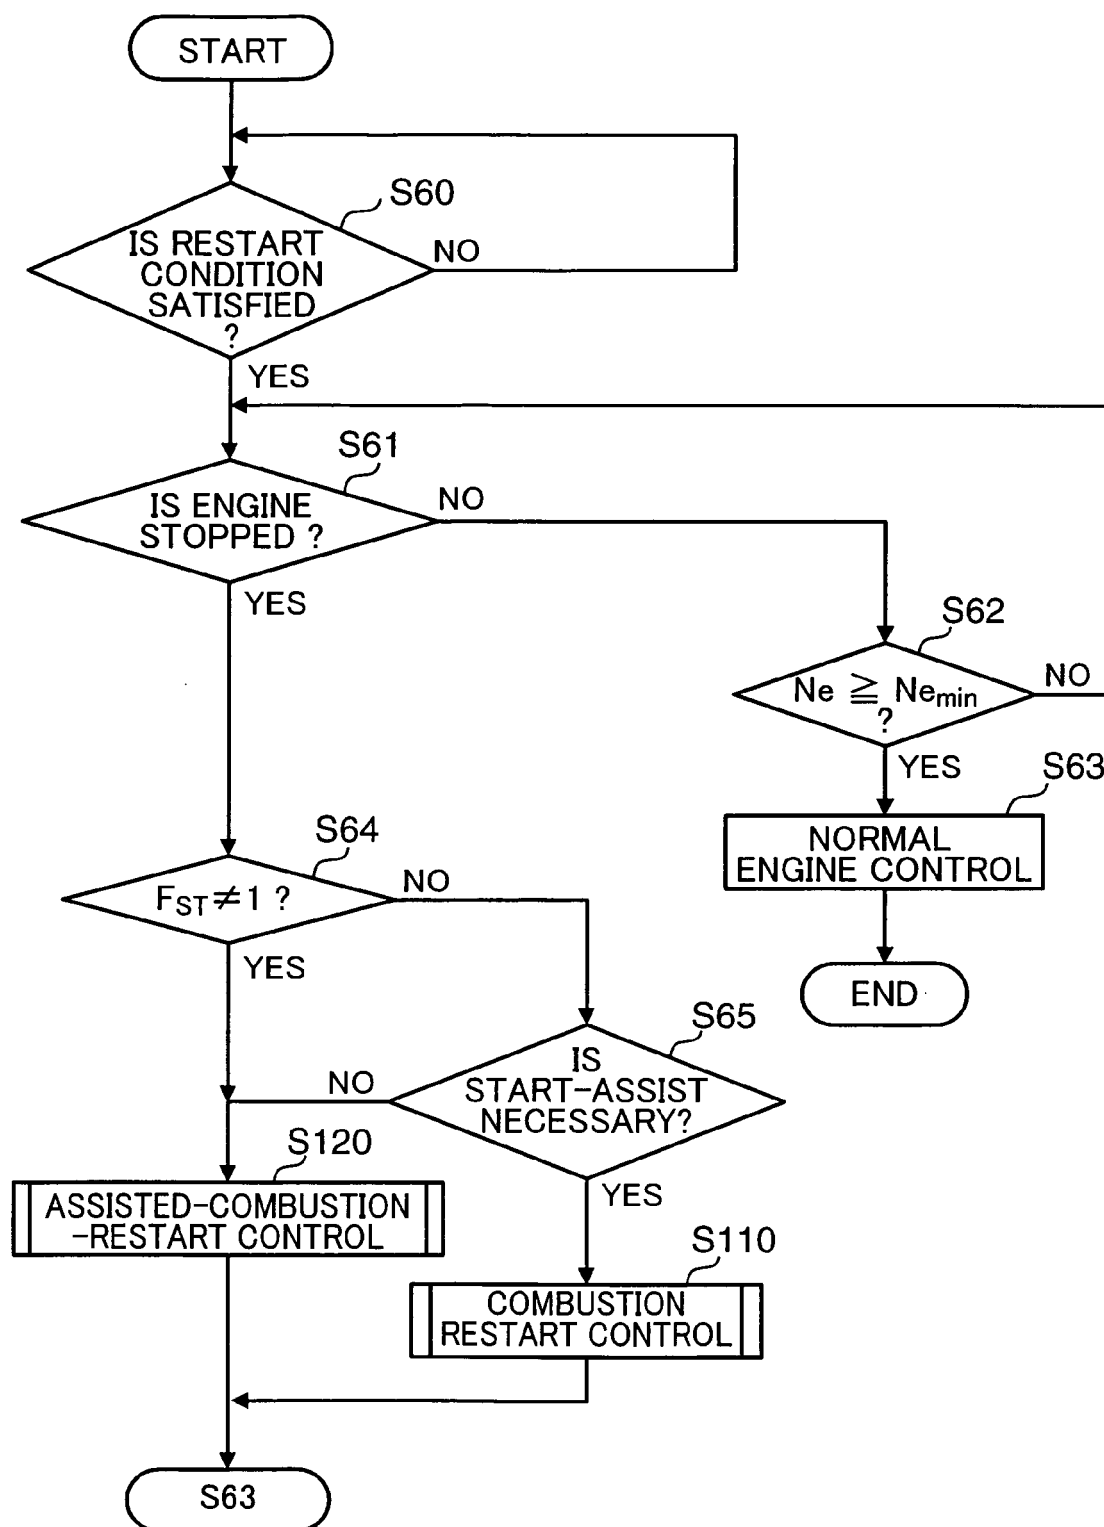 START
S60
IS RESTART
CONDITION
SATISFIED
?
NO
YES
S61
IS ENGINE
STOPPED ?
NO
YES
S62
Ne ≧ Nemin
?
NO
YES
S63
NORMAL
ENGINE CONTROL
END
S64
FST≠1 ?
NO
YES
S65
IS
START-ASSIST
NECESSARY?
NO
YES
S120
ASSISTED-COMBUSTION
-RESTART CONTROL
S110
COMBUSTION
RESTART CONTROL
S63